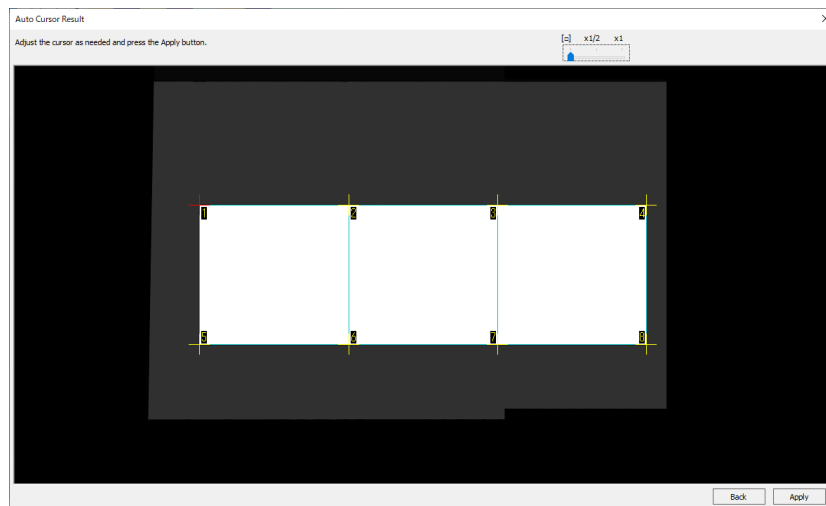 Auto Cursor Result
Adjust the cursor as needed and press the Apply button.
[=] x1/2 x1
1 2 3 4
5 6 7 8
Back Apply